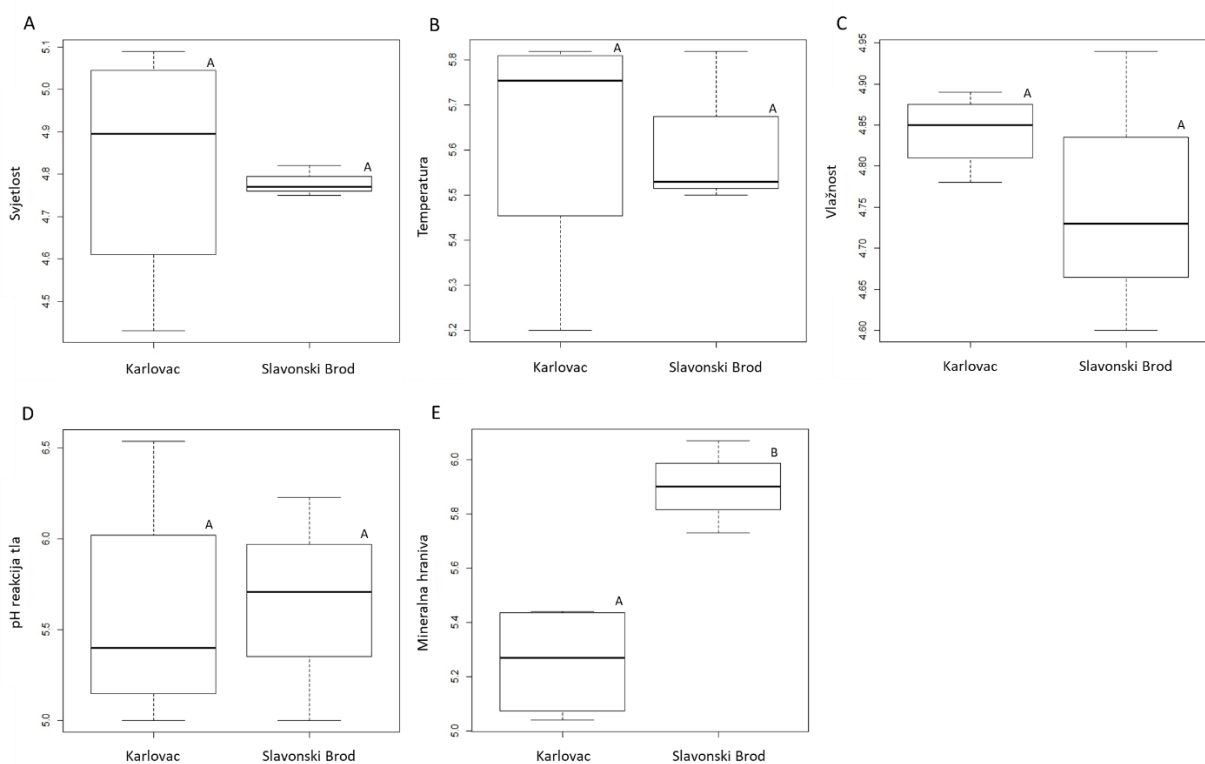 A
Svjetlost
5.1
5.0
4.9
4.8
4.7
4.6
4.5
A
A
Karlovac
Slavonski Brod
B
Temperatura
5.8
5.7
5.6
5.5
5.4
5.3
5.2
A
A
Karlovac
Slavonski Brod
C
Vlažnost
4.95
4.90
4.85
4.80
4.75
4.70
4.65
4.60
A
A
Karlovac
Slavonski Brod
D
pH reakcija tla
6.5
6.0
5.5
5.0
A
A
Karlovac
Slavonski Brod
E
Mineralna hraniva
6.0
5.8
5.6
5.4
5.2
5.0
A
B
Karlovac
Slavonski Brod